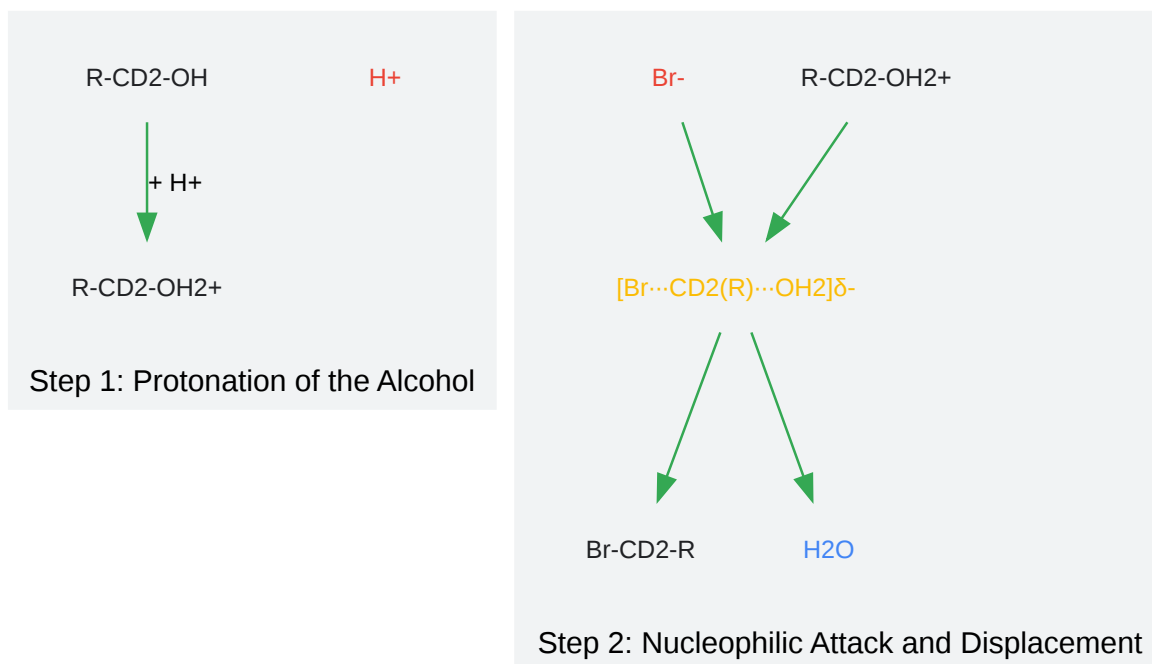 R-CD2-OH
H+
+ H+
R-CD2-OH2+
Step 1: Protonation of the Alcohol
Br-
R-CD2-OH2+
[Br···CD2(R)···OH2]δ-
Br-CD2-R
H2O
Step 2: Nucleophilic Attack and Displacement